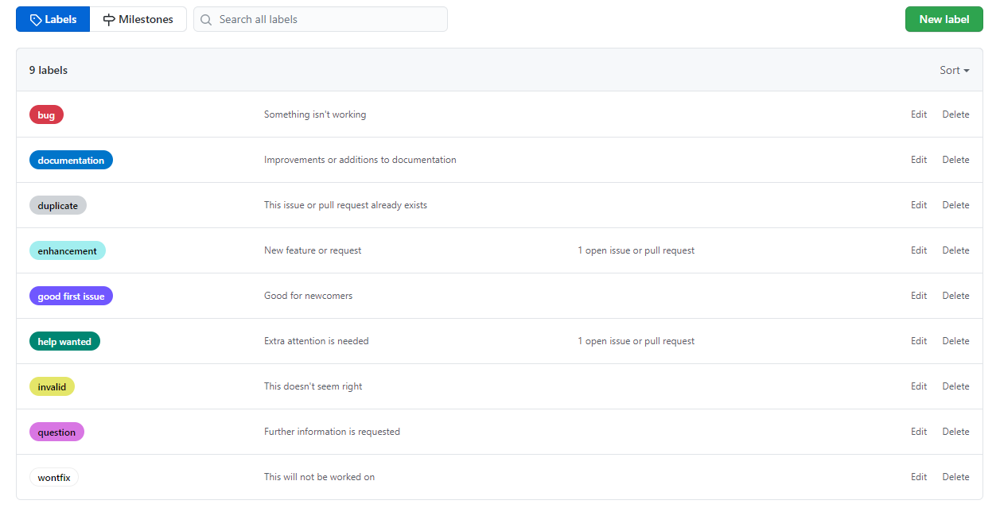 Labels Milestones Search all labels New label
9 labels Sort
bug Something isn't working Edit Delete
documentation Improvements or additions to documentation Edit Delete
duplicate This issue or pull request already exists Edit Delete
enhancement New feature or request 1 open issue or pull request Edit Delete
good first issue Good for newcomers Edit Delete
help wanted Extra attention is needed 1 open issue or pull request Edit Delete
invalid This doesn't seem right Edit Delete
question Further information is requested Edit Delete
wontfix This will not be worked on Edit Delete